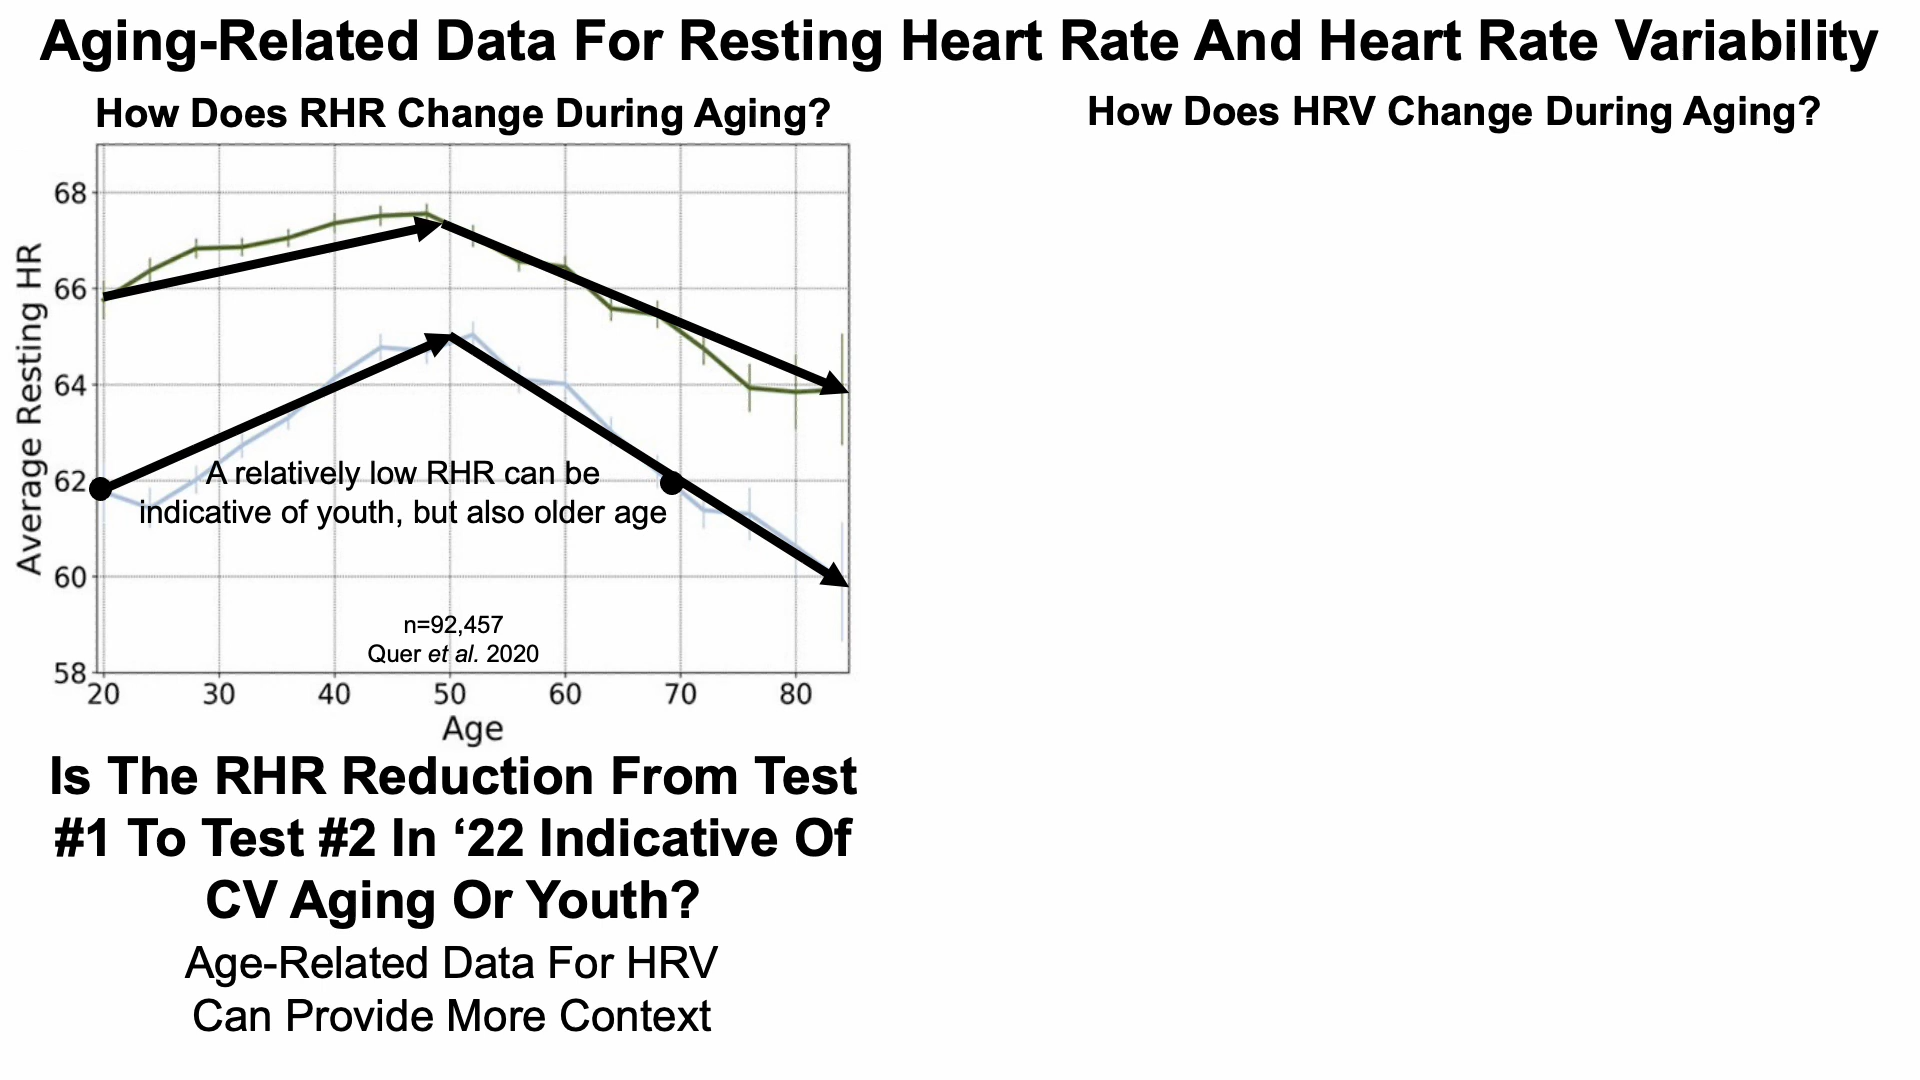 Aging-Related Data For Resting Heart Rate And Heart Rate Variability
How Does RHR Change During Aging?
How Does HRV Change During Aging?
Average Resting HR
68
66
64
62
60
58
A relatively low RHR can be
indicative of youth, but also older age
n=92,457
Quer et al. 2020
20 30 40 50 60 70 80
Age
Is The RHR Reduction From Test
#1 To Test #2 In ‘22 Indicative Of
CV Aging Or Youth?
Age-Related Data For HRV
Can Provide More Context